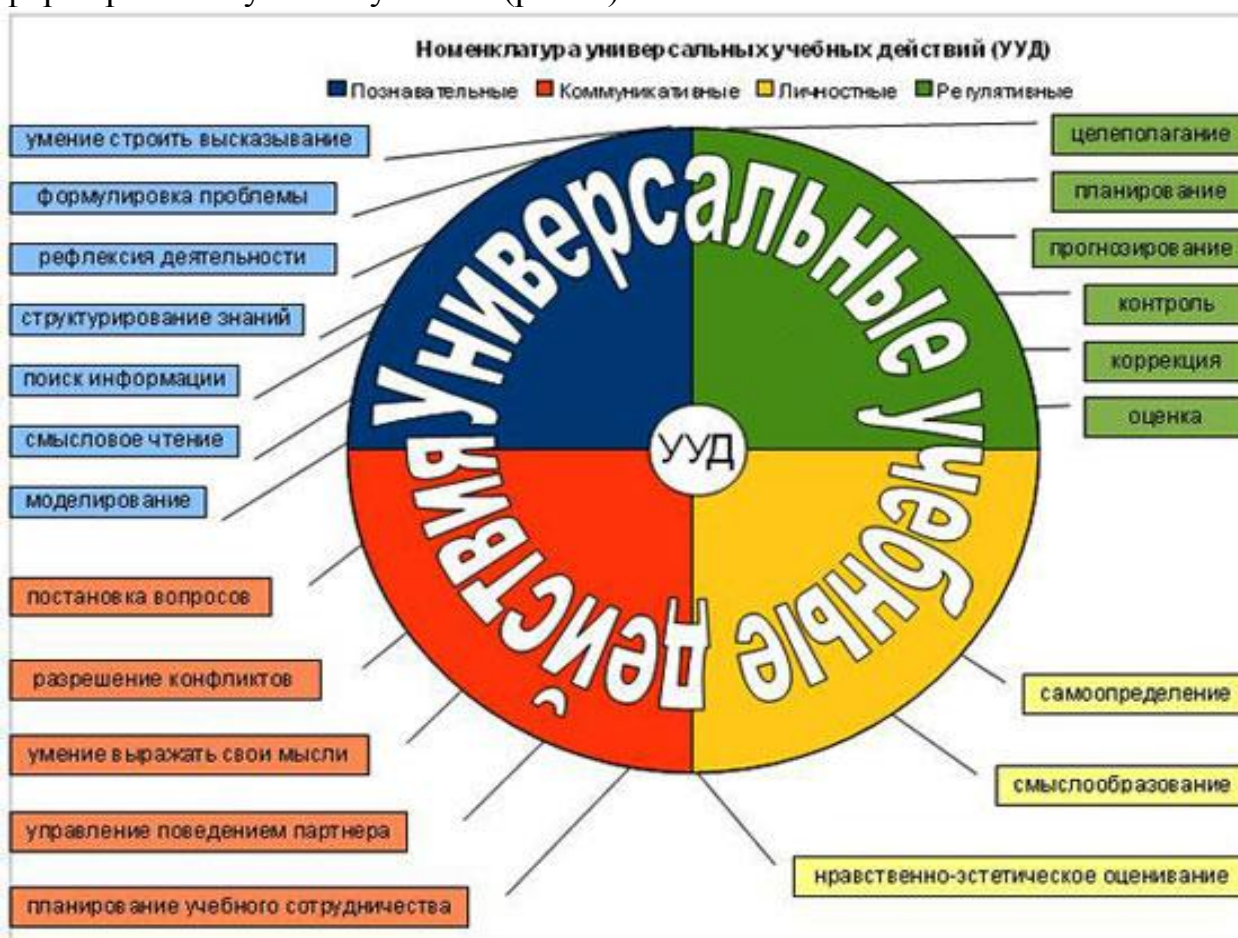 Номенклатура универсальных учебных действий (УУД)
Познавательные Коммуникативные Личностные Регулятивные
умение строить высказывание
формулировка проблемы
рефлексия деятельности
структурирование знаний
поиск информации
смысловое чтение
моделирование
постановка вопросов
разрешение конфликтов
умение выражать свои мысли
управление поведением партнера
планирование учебного сотрудничества
Универсальные учебные действия
УУД
целеполагание
планирование
прогнозирование
контроль
коррекция
оценка
самоопределение
смыслообразование
нравственно-эстетическое оценивание